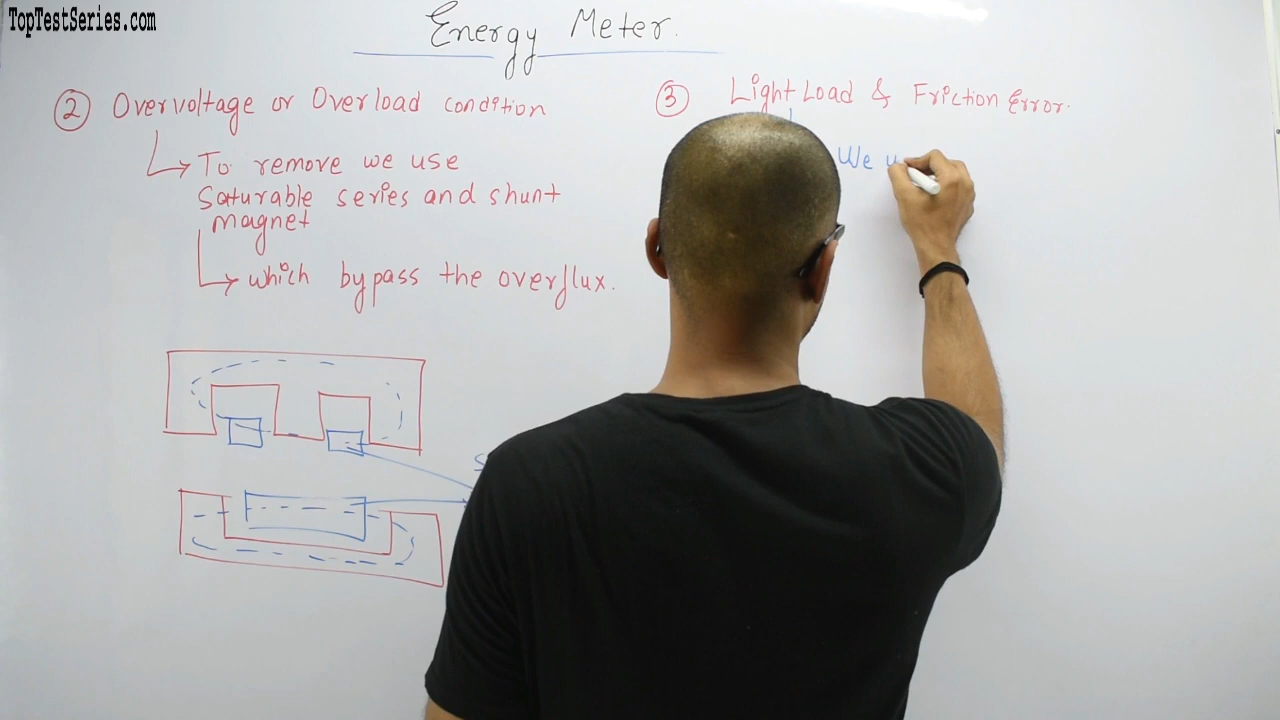 TopTestSeries.com
Energy Meter.
② Overvoltage or Overload condition
To remove we use
Saturable series and shunt
magnet
which bypass the overflux.
③ Light Load & Friction Error.
We